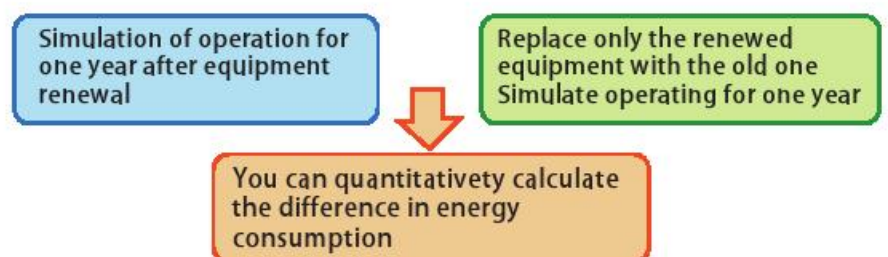 Simulation of operation for
one year after equipment
renewal
Replace only the renewed
equipment with the old one
Simulate operating for one year
You can quantitativety calculate
the difference in energy
consumption